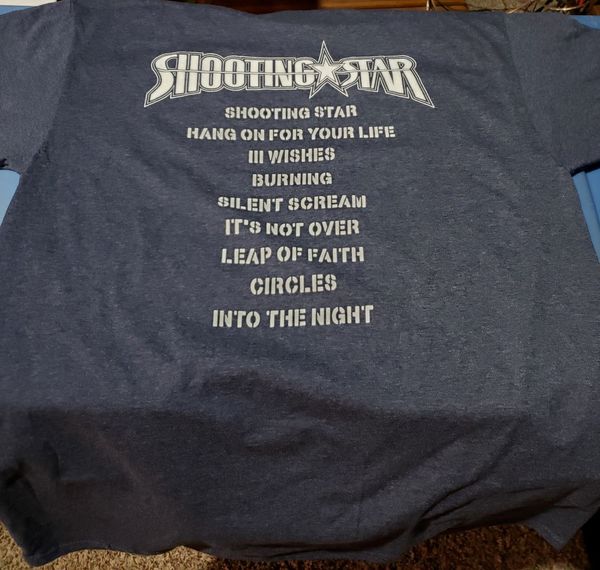 SHOOTING STAR
SHOOTING STAR
HANG ON FOR YOUR LIFE
III WISHES
BURNING
SILENT SCREAM
IT'S NOT OVER
LEAP OF FAITH
CIRCLES
INTO THE NIGHT